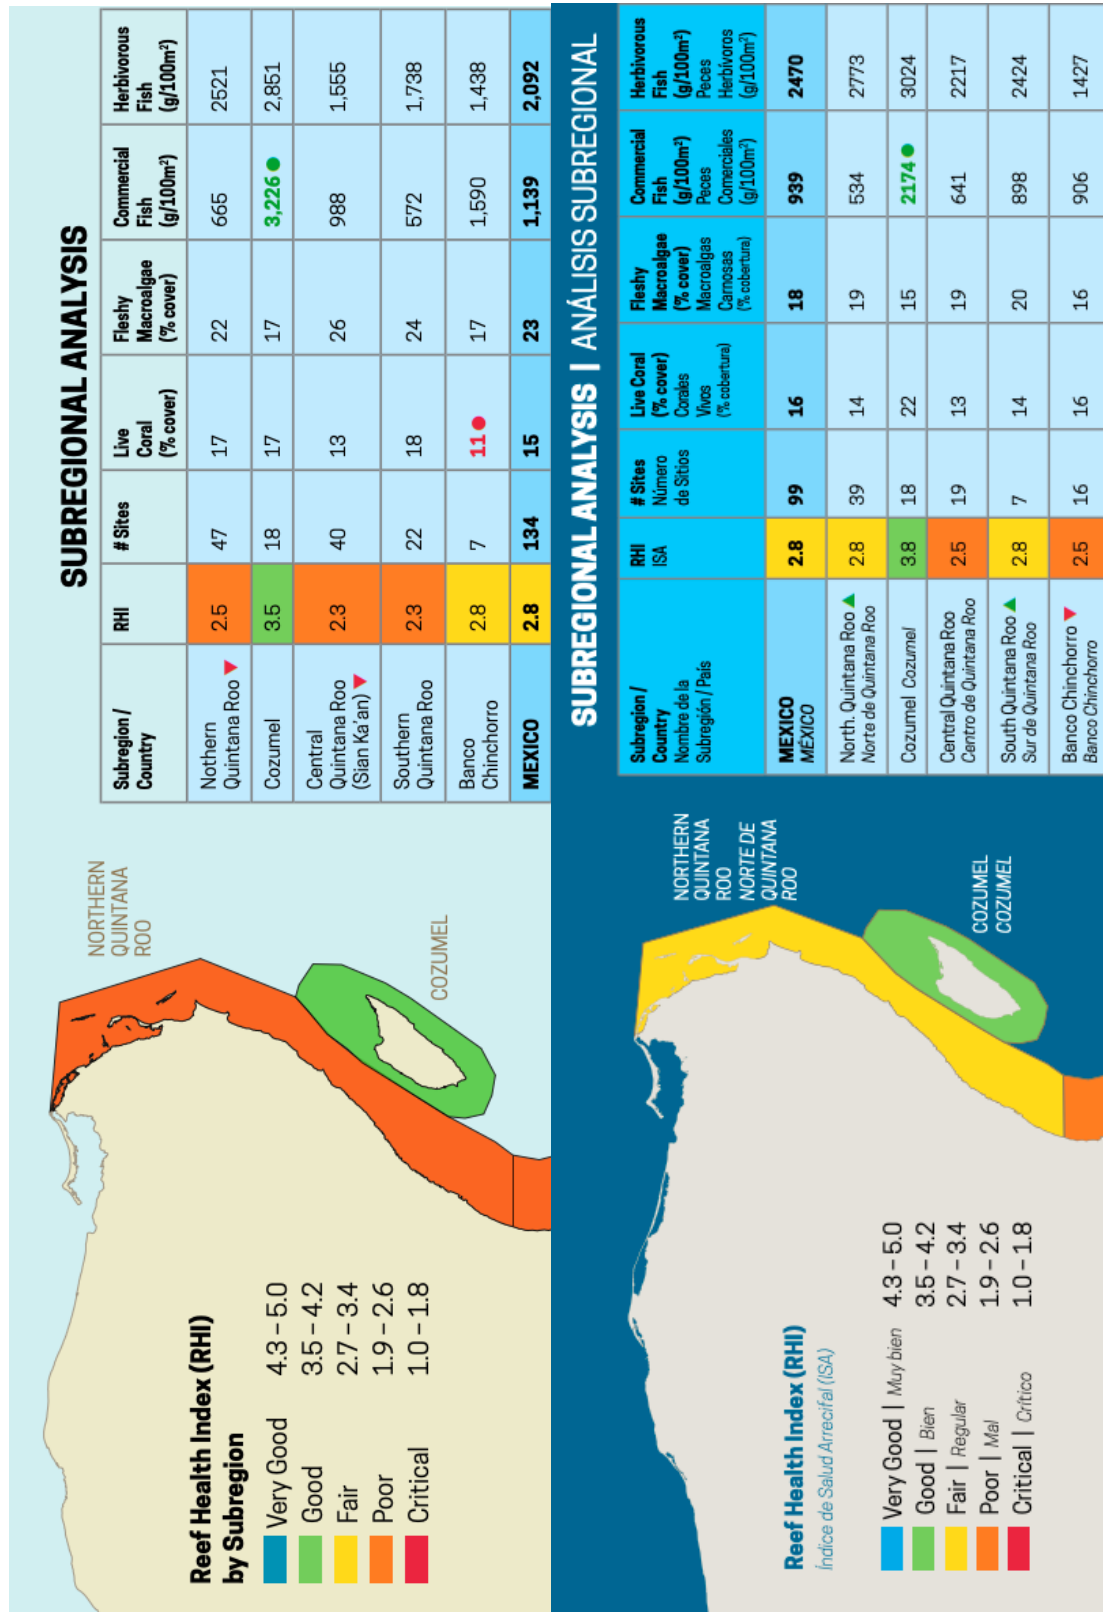 SUBREGIONAL ANALYSIS
Subregion / Country | RHI | # Sites | Live Coral (% cover) | Fleshy Macroalgae (% cover) | Commercial Fish (g/100m²) | Herbivorous Fish (g/100m²)
Nothern Quintana Roo ▼ | 2.5 | 47 | 17 | 22 | 665 | 2521
Cozumel | 3.5 | 18 | 17 | 17 | 3,226 ● | 2,851
Central Quintana Roo (Sian Ka'an) ▼ | 2.3 | 40 | 13 | 26 | 988 | 1,555
Southern Quintana Roo | 2.3 | 22 | 18 | 24 | 572 | 1,738
Banco Chinchorro | 2.8 | 7 | 11 ● | 17 | 1,590 | 1,438
MEXICO | 2.8 | 134 | 15 | 23 | 1,139 | 2,092
NORTHERN
QUINTANA
ROO
COZUMEL
Reef Health Index (RHI)
by Subregion
Very Good 4.3 – 5.0
Good 3.5 – 4.2
Fair 2.7 – 3.4
Poor 1.9 – 2.6
Critical 1.0 – 1.8
SUBREGIONAL ANALYSIS | ANÁLISIS SUBREGIONAL
Subregion / Country Nombre de la Subregión / País | RHI ISA | # Sites Número de Sitios | Live Coral (% cover) Corales Vivos (% cobertura) | Fleshy Macroalgae (% cover) Macroalgas Carnosas (% cobertura) | Commercial Fish (g/100m²) Peces Comerciales (g/100m²) | Herbivorous Fish (g/100m²) Peces Herbívoros (g/100m²)
MEXICO MÉXICO | 2.8 | 99 | 16 | 18 | 939 | 2470
North. Quintana Roo ▲ Norte de Quintana Roo | 2.8 | 39 | 14 | 19 | 534 | 2773
Cozumel Cozumel | 3.8 | 18 | 22 | 15 | 2174 ● | 3024
Central Quintana Roo Centro de Quintana Roo | 2.5 | 19 | 13 | 19 | 641 | 2217
South Quintana Roo ▲ Sur de Quintana Roo | 2.8 | 7 | 14 | 20 | 898 | 2424
Banco Chinchorro ▼ Banco Chinchorro | 2.5 | 16 | 16 | 16 | 906 | 1427
NORTHERN
QUINTANA
ROO
NORTE DE
QUINTANA
ROO
COZUMEL
COZUMEL
Reef Health Index (RHI)
Índice de Salud Arrecifal (ISA)
Very Good | Muy bien 4.3 – 5.0
Good | Bien 3.5 – 4.2
Fair | Regular 2.7 – 3.4
Poor | Mal 1.9 – 2.6
Critical | Crítico 1.0 – 1.8